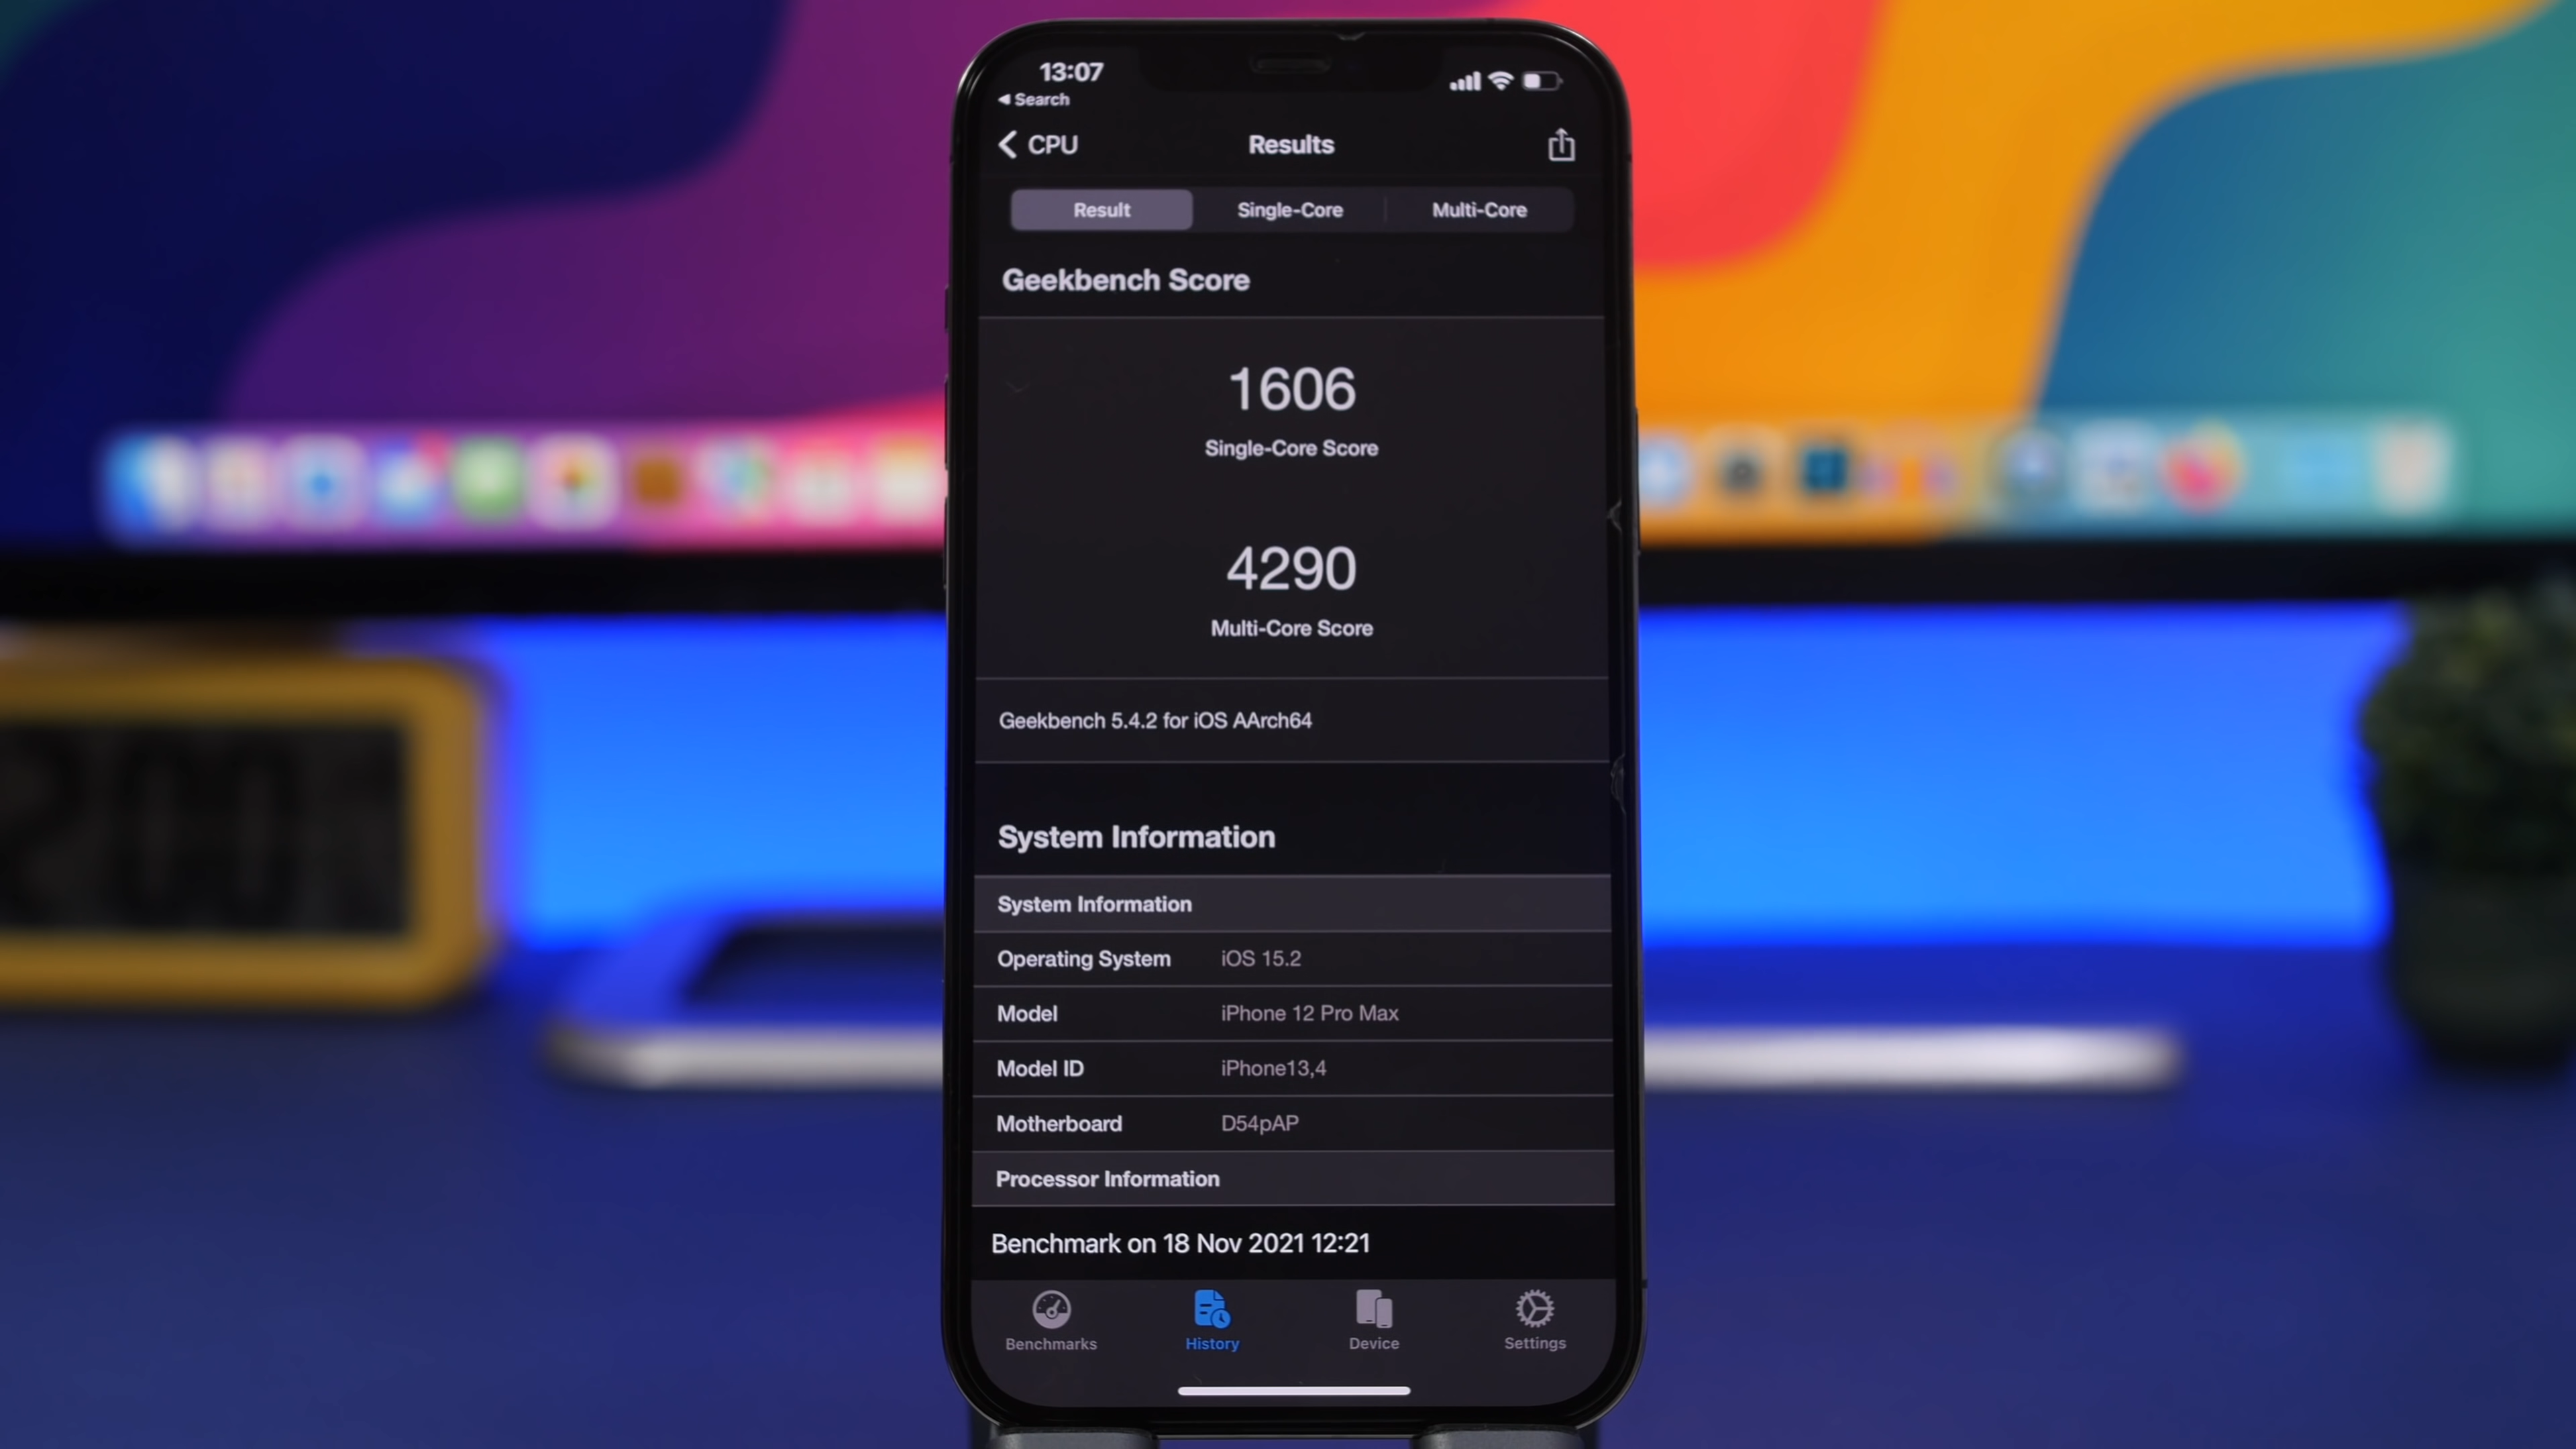 13:07
◀ Search
CPU
Results
Result
Single-Core
Multi-Core
Geekbench Score
1606
Single-Core Score
4290
Multi-Core Score
Geekbench 5.4.2 for iOS AArch64
System Information
System Information
Operating System iOS 15.2
Model iPhone 12 Pro Max
Model ID iPhone13,4
Motherboard D54pAP
Processor Information
Benchmark on 18 Nov 2021 12:21
Benchmarks
History
Device
Settings